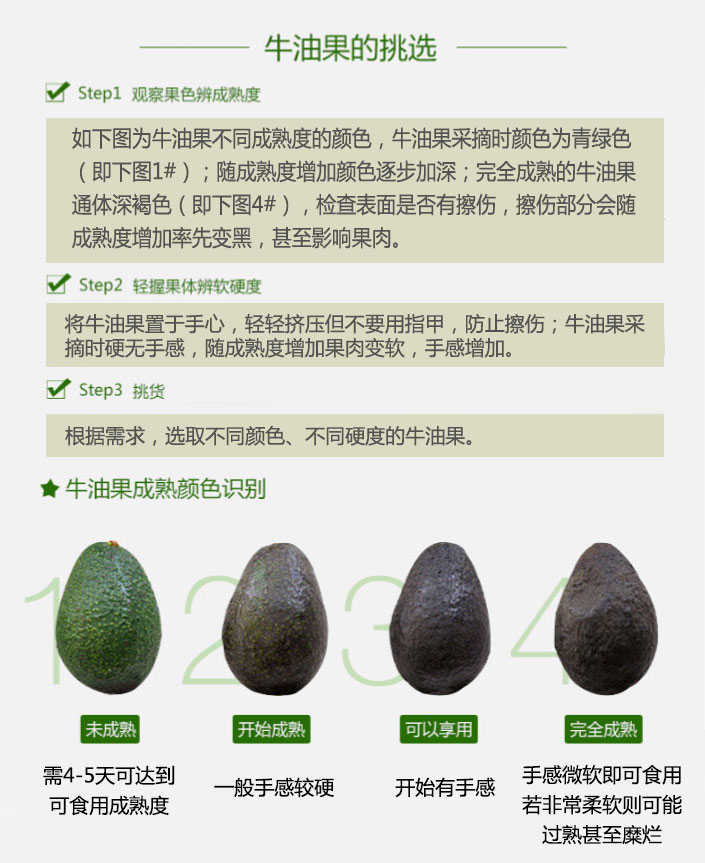 牛油果的挑选
Step1 观察果色辨成熟度
如下图为牛油果不同成熟度的颜色，牛油果采摘时颜色为青绿色
（即下图1#）；随成熟度增加颜色逐步加深；完全成熟的牛油果
通体深褐色（即下图4#），检查表面是否有擦伤，擦伤部分会随
成熟度增加率先变黑，甚至影响果肉。
Step2 轻握果体辨软硬度
将牛油果置于手心，轻轻挤压但不要用指甲，防止擦伤；牛油果采
摘时硬无手感，随成熟度增加果肉变软，手感增加。
Step3 挑货
根据需求，选取不同颜色、不同硬度的牛油果。
牛油果成熟颜色识别
1 2 3 4
未成熟 开始成熟 可以享用 完全成熟
需4-5天可达到
可食用成熟度
一般手感较硬
开始有手感
手感微软即可食用
若非常柔软则可能
过熟甚至糜烂